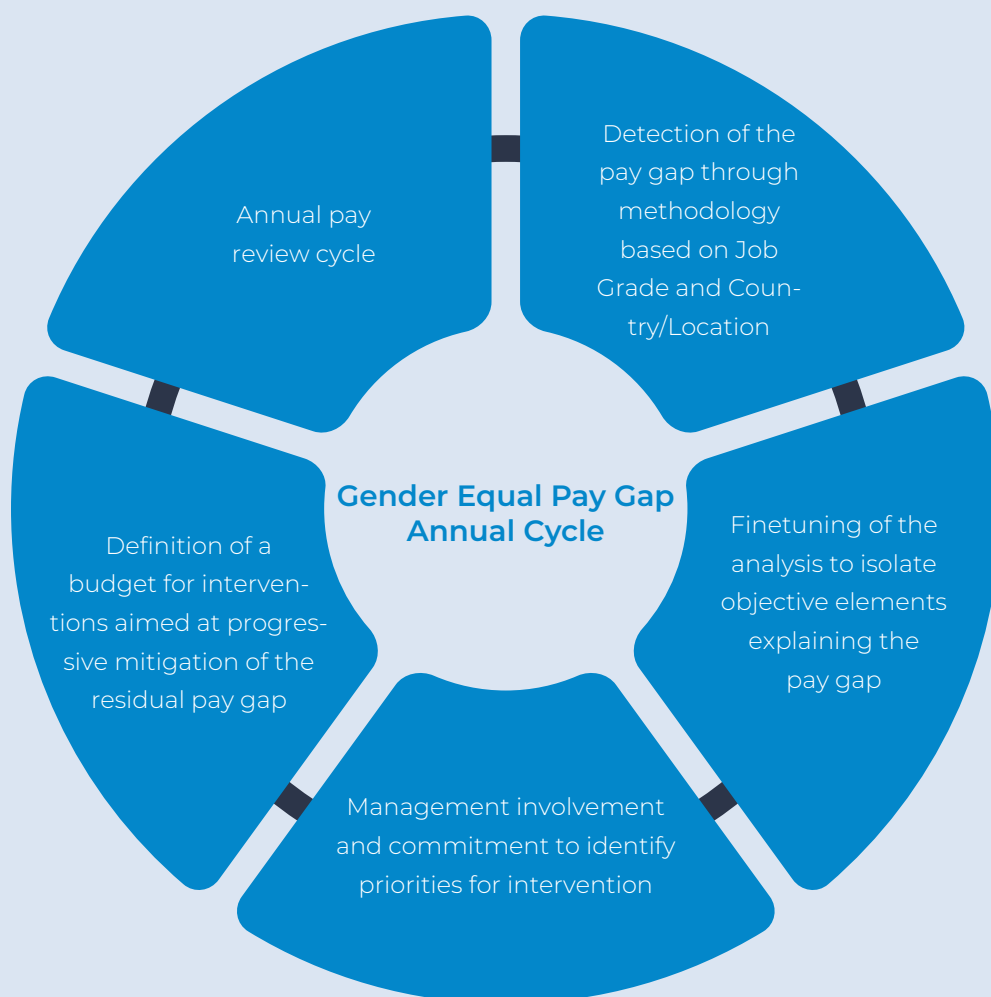 Annual pay
review cycle
Detection of the
pay gap through
methodology
based on Job
Grade and Coun-
try/Location
Gender Equal Pay Gap
Annual Cycle
Finetuning of the
analysis to isolate
objective elements
explaining the
pay gap
Definition of a
budget for interven-
tions aimed at progres-
sive mitigation of the
residual pay gap
Management involvement
and commitment to identify
priorities for intervention